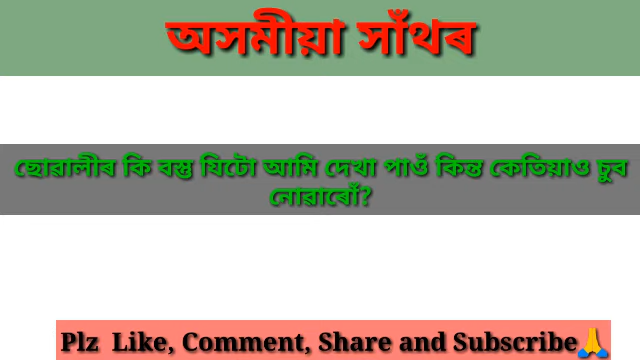 অসমীয়া সাঁথৰ
ছোৱালীৰ কি বস্তু যিটো আমি দেখা পাওঁ কিন্ত কেতিয়াও চুব
নোৱাৰোঁ?
Plz Like, Comment, Share and Subscribe🙏